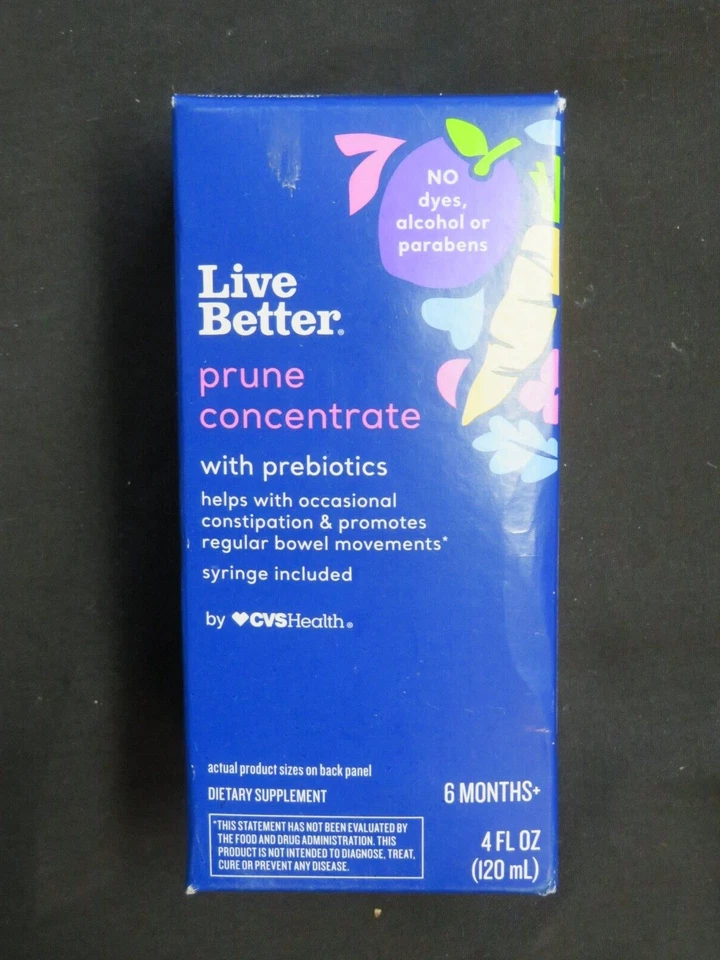 DIETARY SUPPLEMENT
NO
dyes,
alcohol or
parabens
Live
Better®
prune
concentrate
with prebiotics
helps with occasional
constipation & promotes
regular bowel movements*
syringe included
by CVSHealth®
actual product sizes on back panel
DIETARY SUPPLEMENT
6 MONTHS+
*THIS STATEMENT HAS NOT BEEN EVALUATED BY
THE FOOD AND DRUG ADMINISTRATION. THIS
PRODUCT IS NOT INTENDED TO DIAGNOSE, TREAT,
CURE OR PREVENT ANY DISEASE.
4 FL OZ
(120 mL)